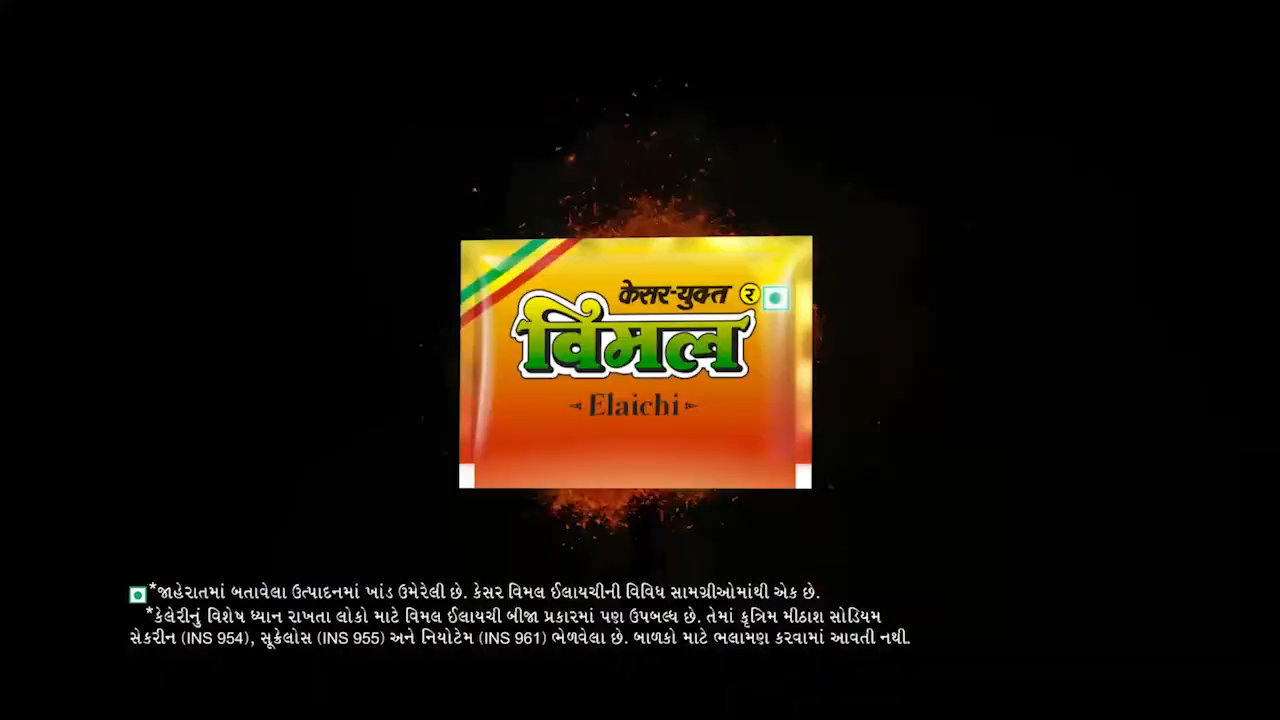 केसर-युक्त र
विमल
Elaichi
*જાહેરાતમાં બતાવેલા ઉત્પાદનમાં ખાંડ ઉમેરેલી છે. કેસર વિમલ ઈલાયચીની વિવિધ સામગ્રીઓમાંથી એક છે.
*કેલેરીનું વિશેષ ધ્યાન રાખતા લોકો માટે વિમલ ઈલાયચી બીજા પ્રકારમાં પણ ઉપબલ્ધ છે. તેમાં કૃત્રિમ મીઠાશ સોડિયમ
સેકરીન (INS 954), સૂક્રેલોસ (INS 955) અને નિયોટેમ (INS 961) ભેળવેલા છે. બાળકો માટે ભલામણ કરવામાં આવતી નથી.